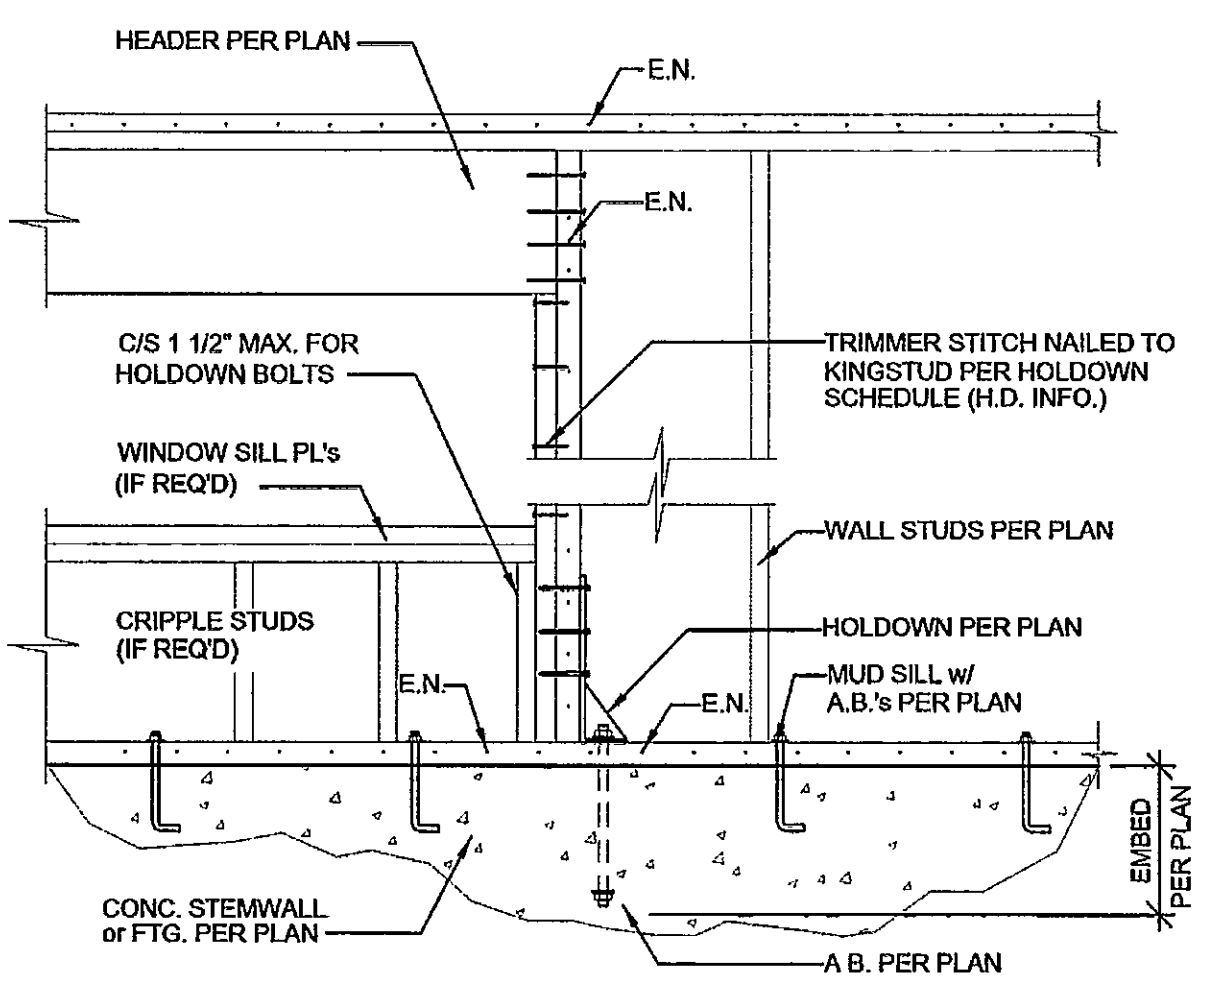 HEADER PER PLAN
E.N.
E.N.
C/S 1 1/2" MAX. FOR
HOLDOWN BOLTS
TRIMMER STITCH NAILED TO
KINGSTUD PER HOLDOWN
SCHEDULE (H.D. INFO.)
WINDOW SILL PL's
(IF REQ'D)
WALL STUDS PER PLAN
CRIPPLE STUDS
(IF REQ'D)
HOLDOWN PER PLAN
E.N.
E.N.
MUD SILL w/
A.B.'s PER PLAN
EMBED
PER PLAN
CONC. STEMWALL
or FTG. PER PLAN
A B. PER PLAN